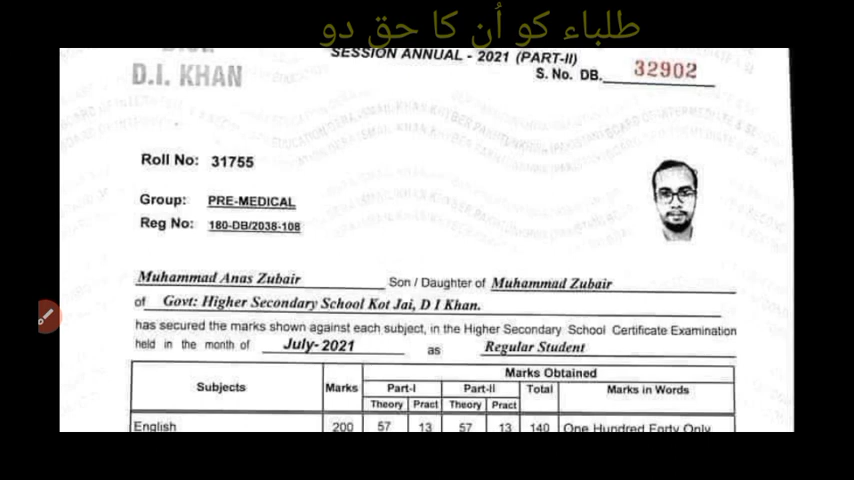 طلباء کو اُن کا حق دو
D.I. KHAN
SESSION ANNUAL - 2021 (PART-II)
S. No. DB. 32902
Roll No: 31755
Group: PRE-MEDICAL
Reg No: 180-DB/2038-108
Muhammad Anas Zubair Son / Daughter of Muhammad Zubair
of Govt: Higher Secondary School Kot Jai, D I Khan.
has secured the marks shown against each subject, in the Higher Secondary School Certificate Examination
held in the month of July-2021 as Regular Student
Subjects Marks Marks Obtained
Part-I Part-II Total Marks in Words
Theory Pract Theory Pract
English 200 57 13 57 13 140 One Hundred Forty Only